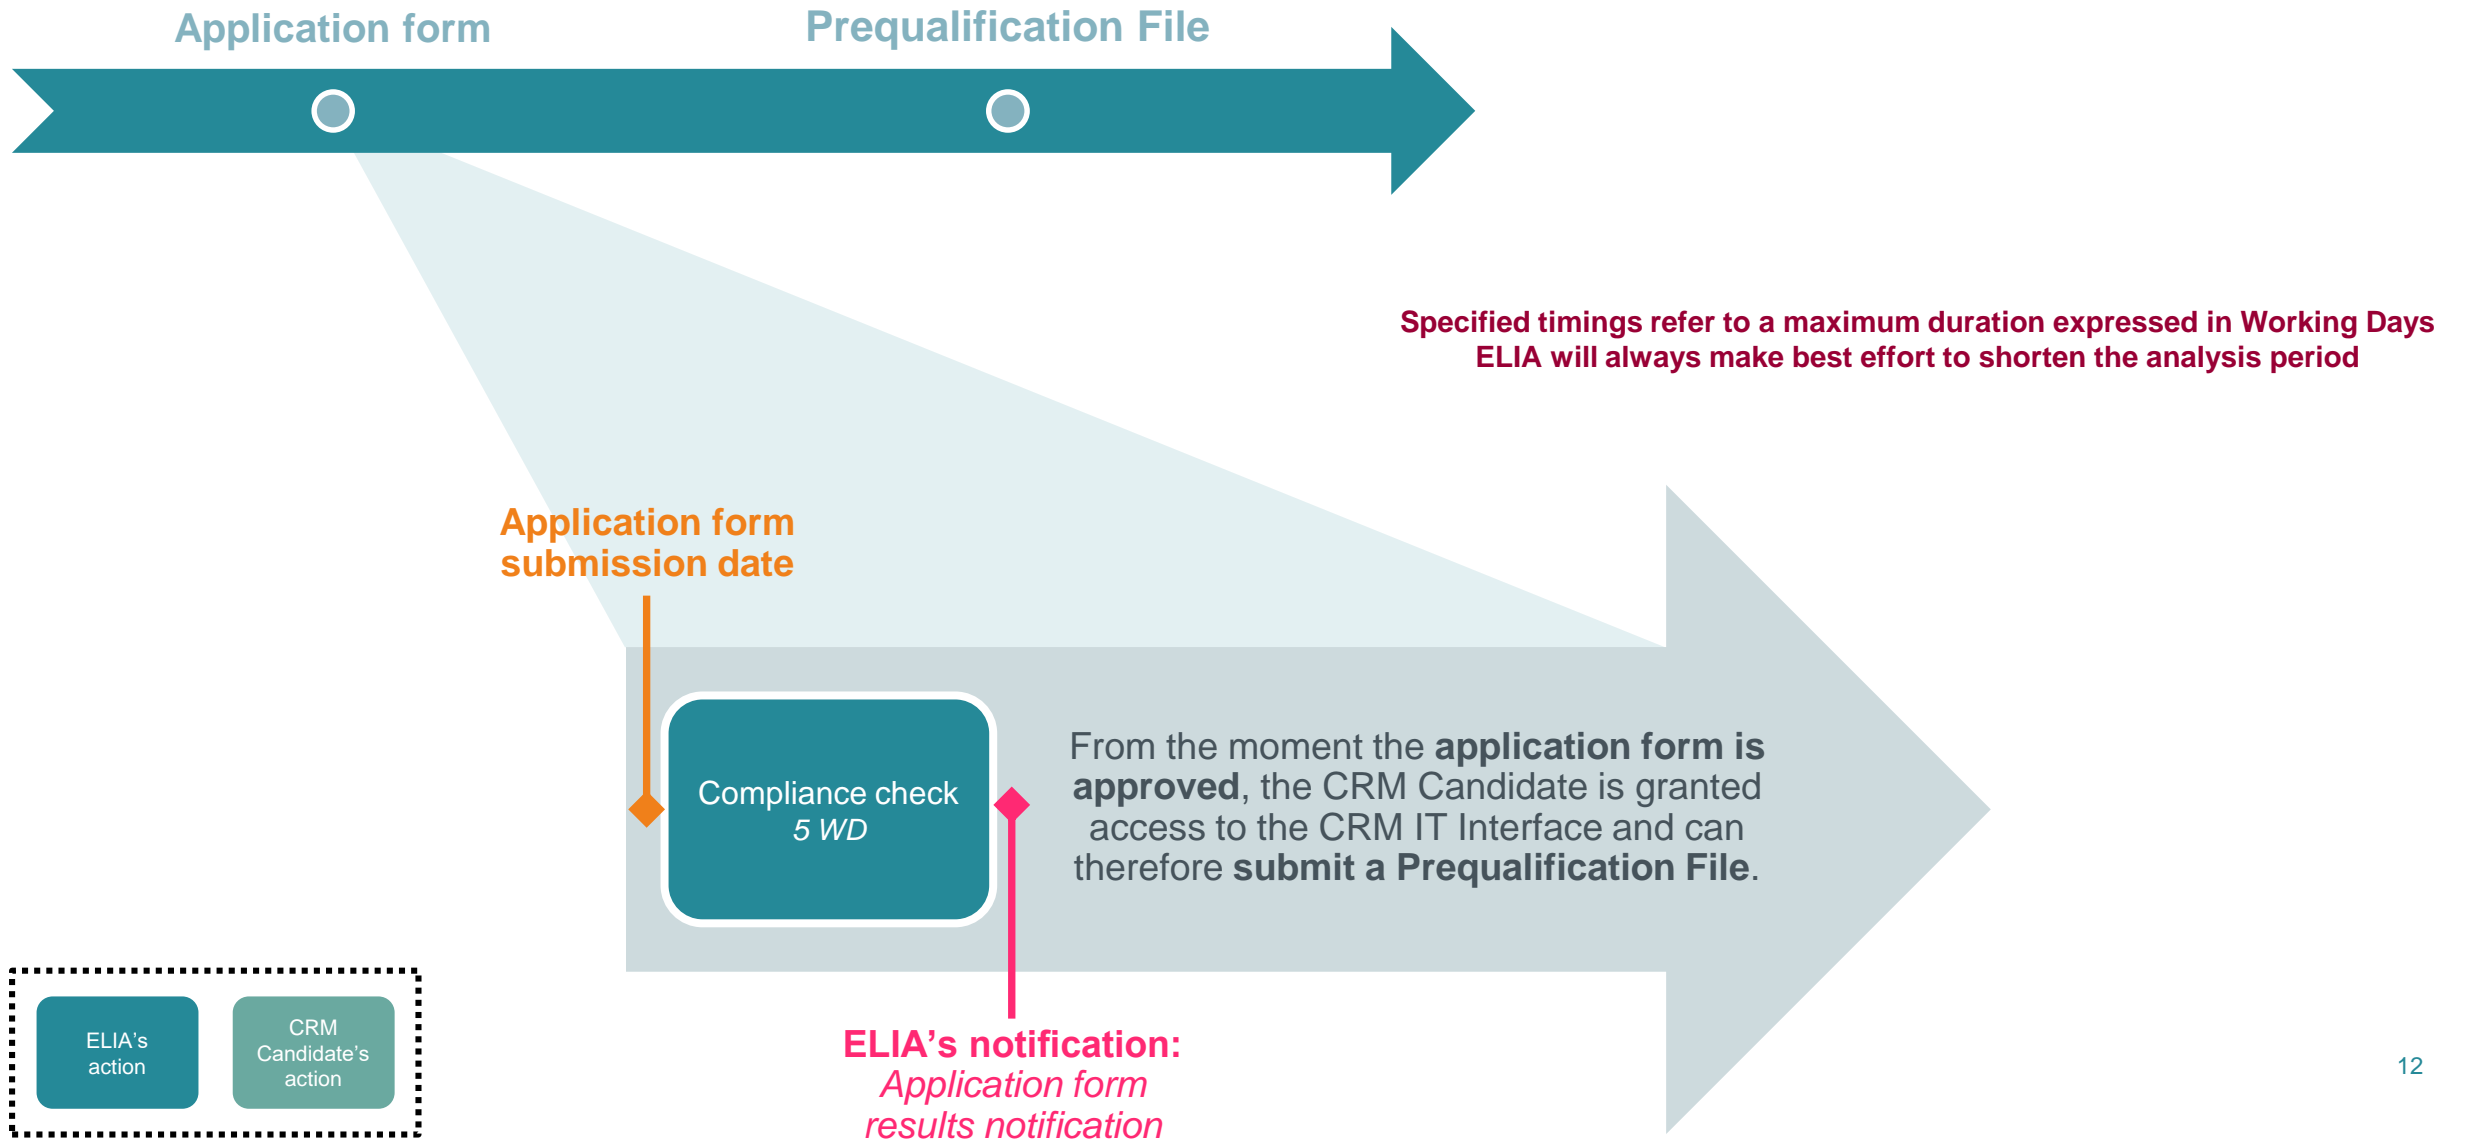 Application form
Prequalification File
Specified timings refer to a maximum duration expressed in Working Days
ELIA will always make best effort to shorten the analysis period
Application form
submission date
Compliance check
5 WD
From the moment the application form is
approved, the CRM Candidate is granted
access to the CRM IT Interface and can
therefore submit a Prequalification File.
ELIA’s notification:
Application form
results notification
ELIA’s
action
CRM
Candidate’s
action
12